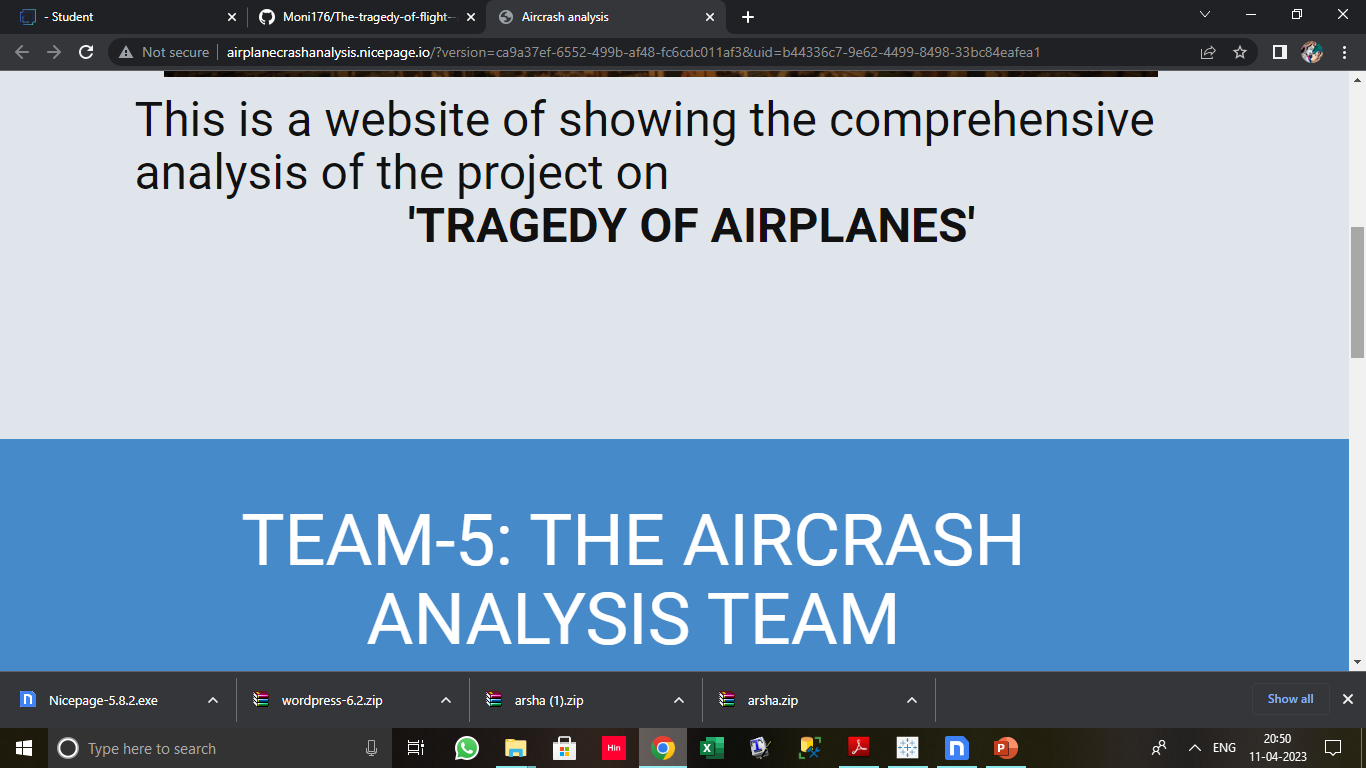 - Student
Moni176/The-tragedy-of-flight--
Aircrash analysis
Not secure
airplanecrashanalysis.nicepage.io/?version=ca9a37ef-6552-499b-af48-fc6cdc011af3&uid=b44336c7-9e62-4499-8498-33bc84eafea1
This is a website of showing the comprehensive
analysis of the project on
'TRAGEDY OF AIRPLANES'
TEAM-5: THE AIRCRASH
ANALYSIS TEAM
Nicepage-5.8.2.exe
wordpress-6.2.zip
arsha (1).zip
arsha.zip
Show all
Type here to search
Hin
ENG
20:50
11-04-2023